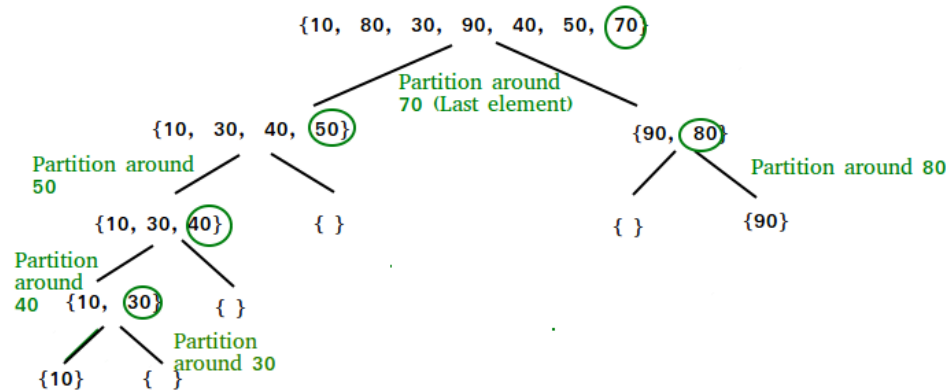 {10, 80, 30, 90, 40, 50, 70}
Partition around
70 (Last element)
{10, 30, 40, 50}
{90, 80}
Partition around
50
Partition around 80
{10, 30, 40}
{ }
{ }
{90}
Partition
around
40
{10, 30}
{ }
Partition
around 30
{10}
{ }